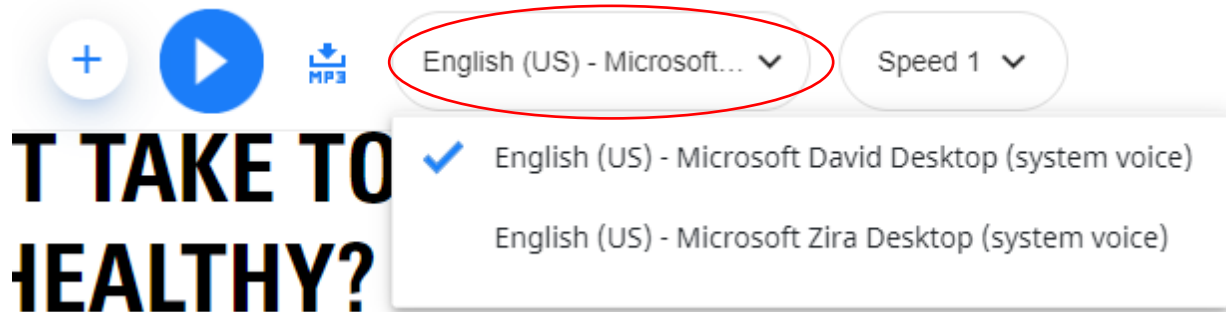 +
MP3
English (US) - Microsoft...
Speed 1
T TAKE TO
HEALTHY?
English (US) - Microsoft David Desktop (system voice)
English (US) - Microsoft Zira Desktop (system voice)